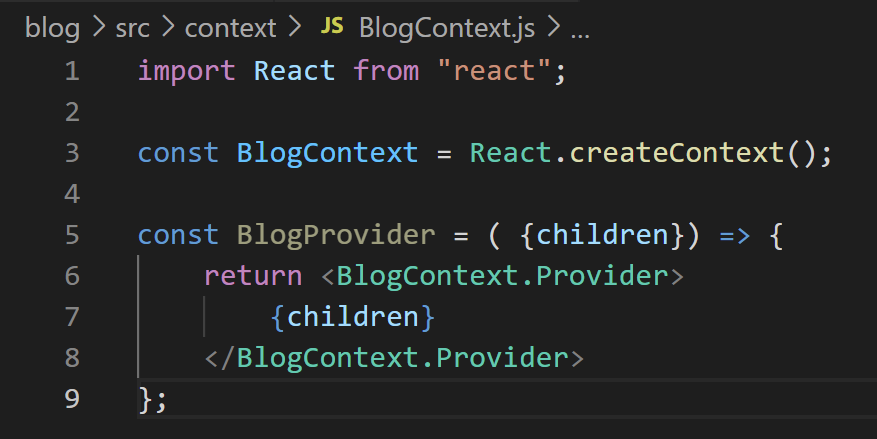 blog > src > context > JS BlogContext.js > ...
1 import React from "react";
2
3 const BlogContext = React.createContext();
4
5 const BlogProvider = ( {children}) => {
6     return <BlogContext.Provider>
7         {children}
8     </BlogContext.Provider>
9 };